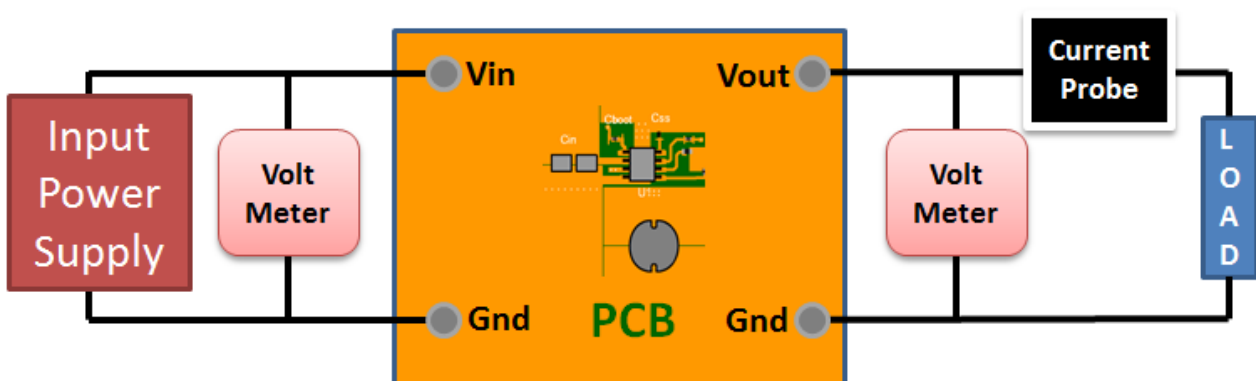 Input
Power
Supply
Volt
Meter
Vin
Gnd
Cin
Cboot
Css
U1::
PCB
Vout
Gnd
Volt
Meter
Current
Probe
L
O
A
D